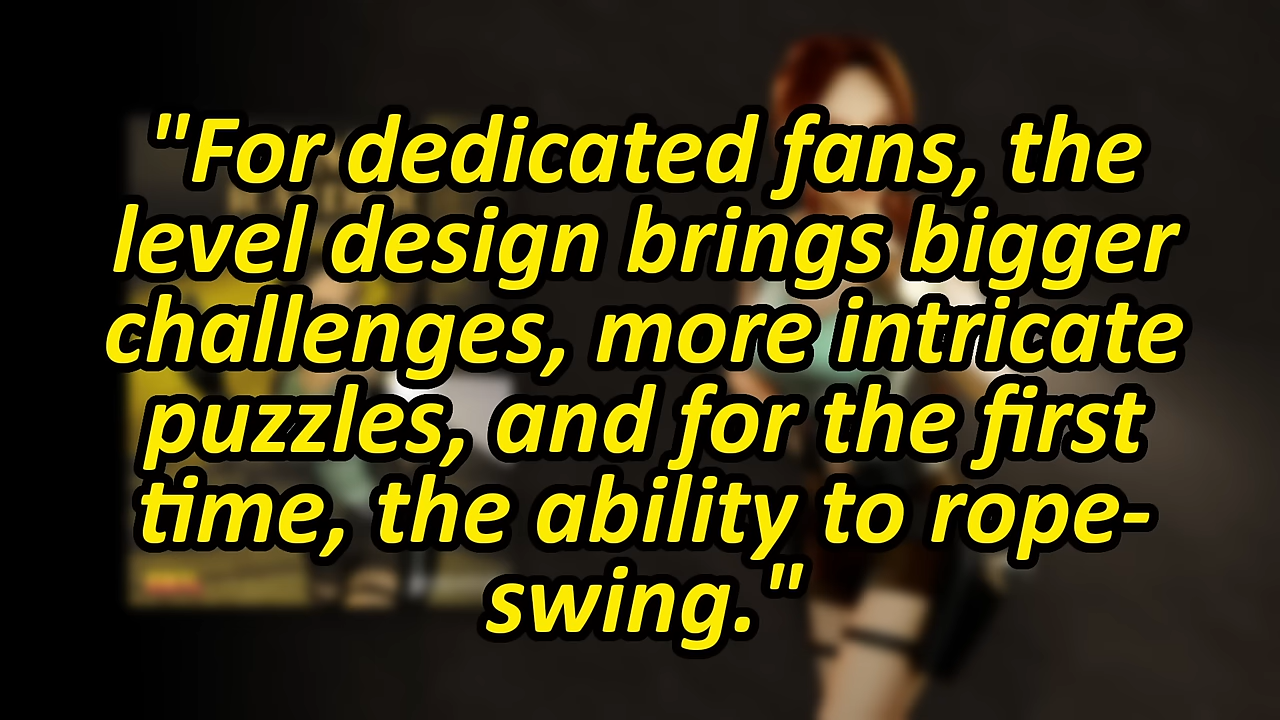 "For dedicated fans, the
level design brings bigger
challenges, more intricate
puzzles, and for the first
time, the ability to rope-
swing."